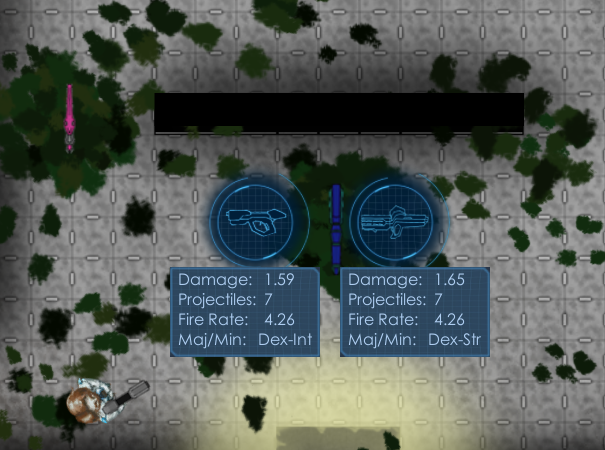 Damage: 1.59
Projectiles: 7
Fire Rate: 4.26
Maj/Min: Dex-Int
Damage: 1.65
Projectiles: 7
Fire Rate: 4.26
Maj/Min: Dex-Str